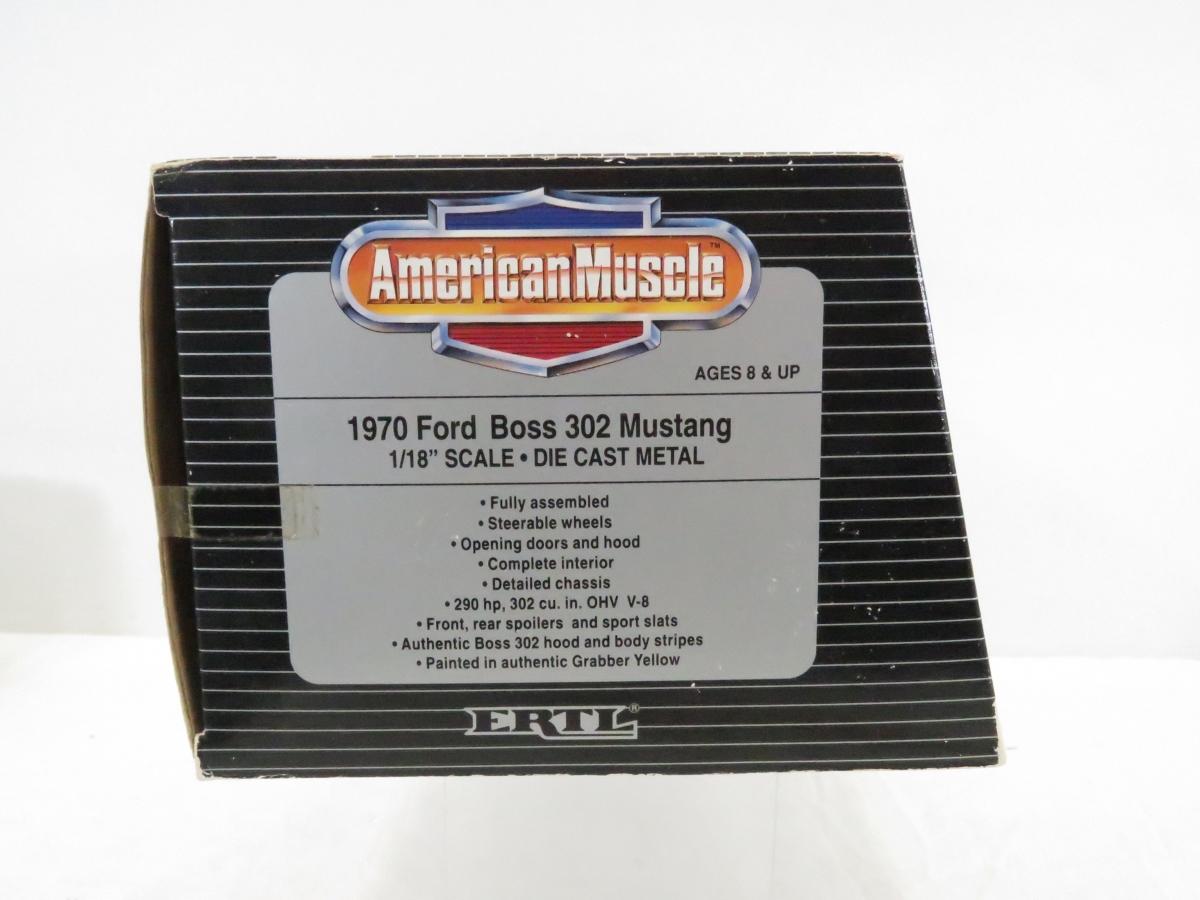 AmericanMuscle™
AGES 8 & UP
1970 Ford Boss 302 Mustang
1/18” SCALE • DIE CAST METAL
• Fully assembled
• Steerable wheels
• Opening doors and hood
• Complete interior
• Detailed chassis
• 290 hp, 302 cu. in. OHV V-8
• Front, rear spoilers and sport slats
• Authentic Boss 302 hood and body stripes
• Painted in authentic Grabber Yellow
ERTL®